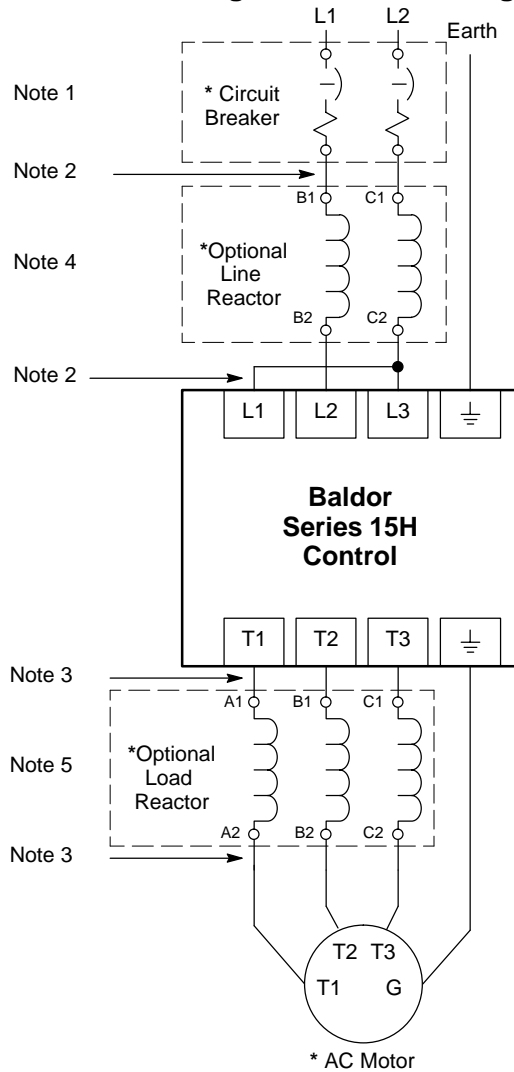 L1 L2
Earth
Note 1
* Circuit
Breaker
Note 2
B1 C1
Note 4
*Optional
Line
Reactor
B2 C2
Note 2
L1 L2 L3
Baldor
Series 15H
Control
T1 T2 T3
Note 3
A1 B1 C1
Note 5
*Optional
Load
Reactor
A2 B2 C2
Note 3
T2 T3
T1 G
* AC Motor